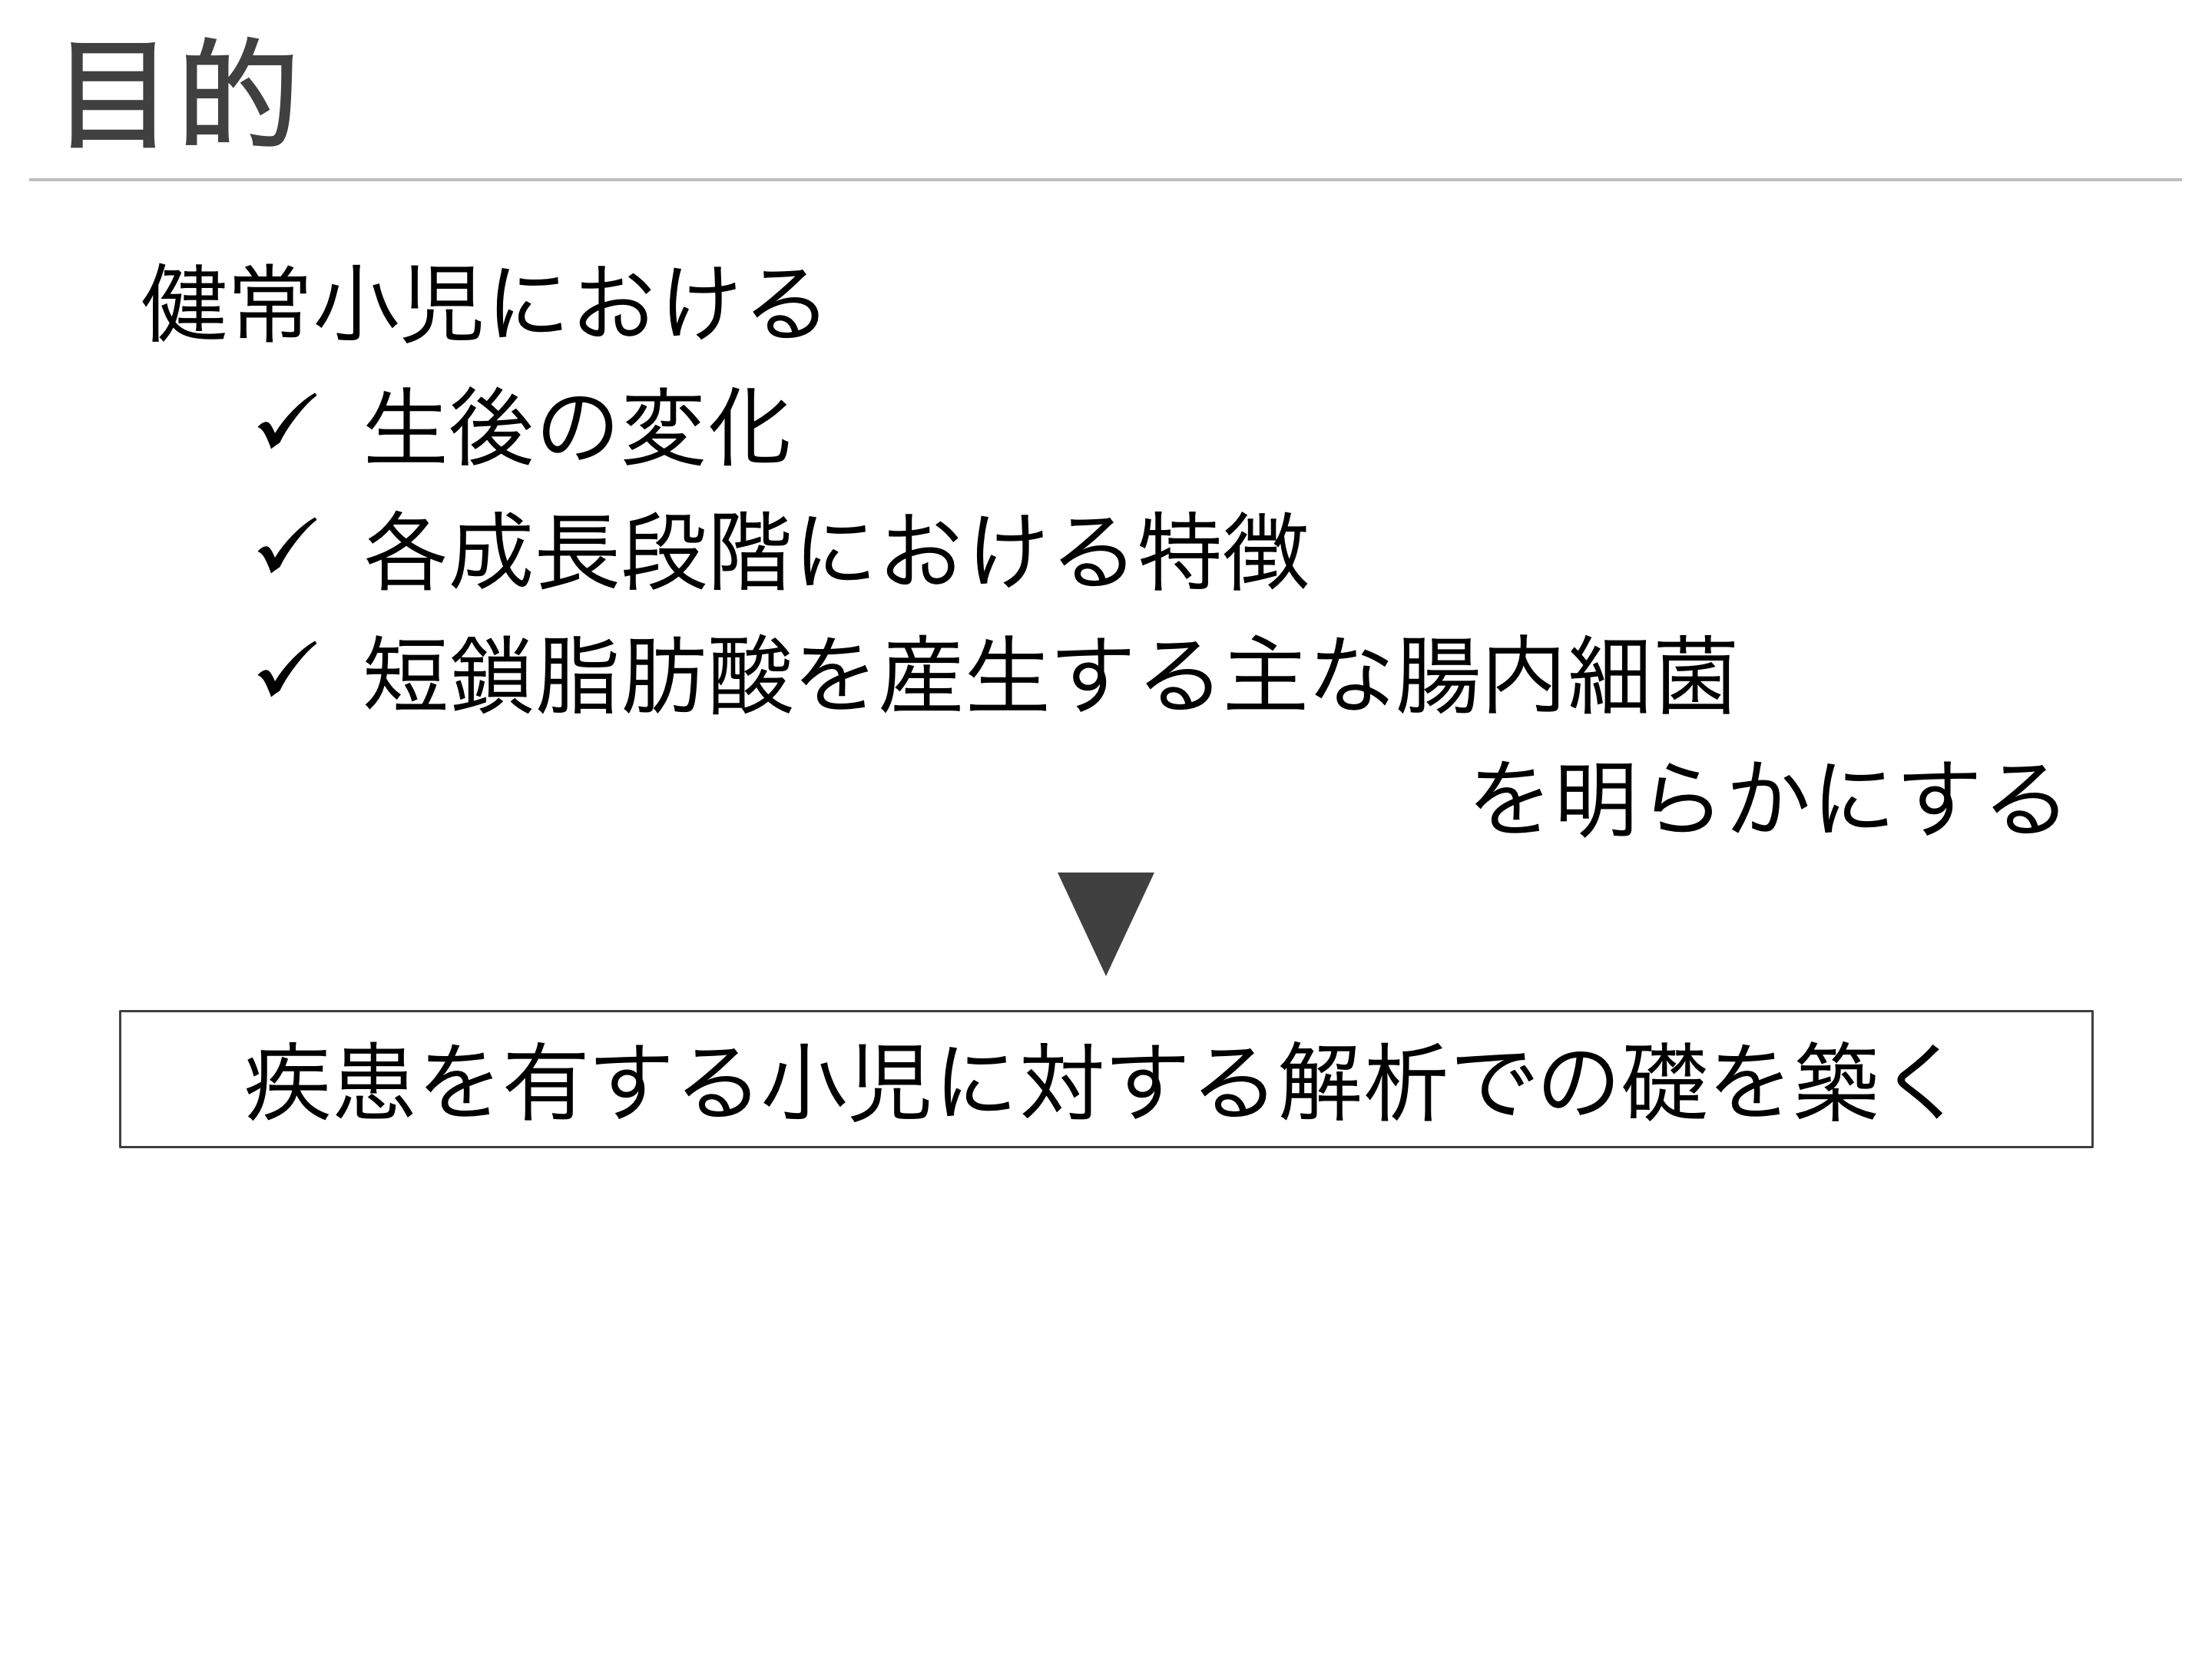 目的
健常小児における
✓ 生後の変化
✓ 各成長段階における特徴
✓ 短鎖脂肪酸を産生する主な腸内細菌
を明らかにする
疾患を有する小児に対する解析での礎を築く